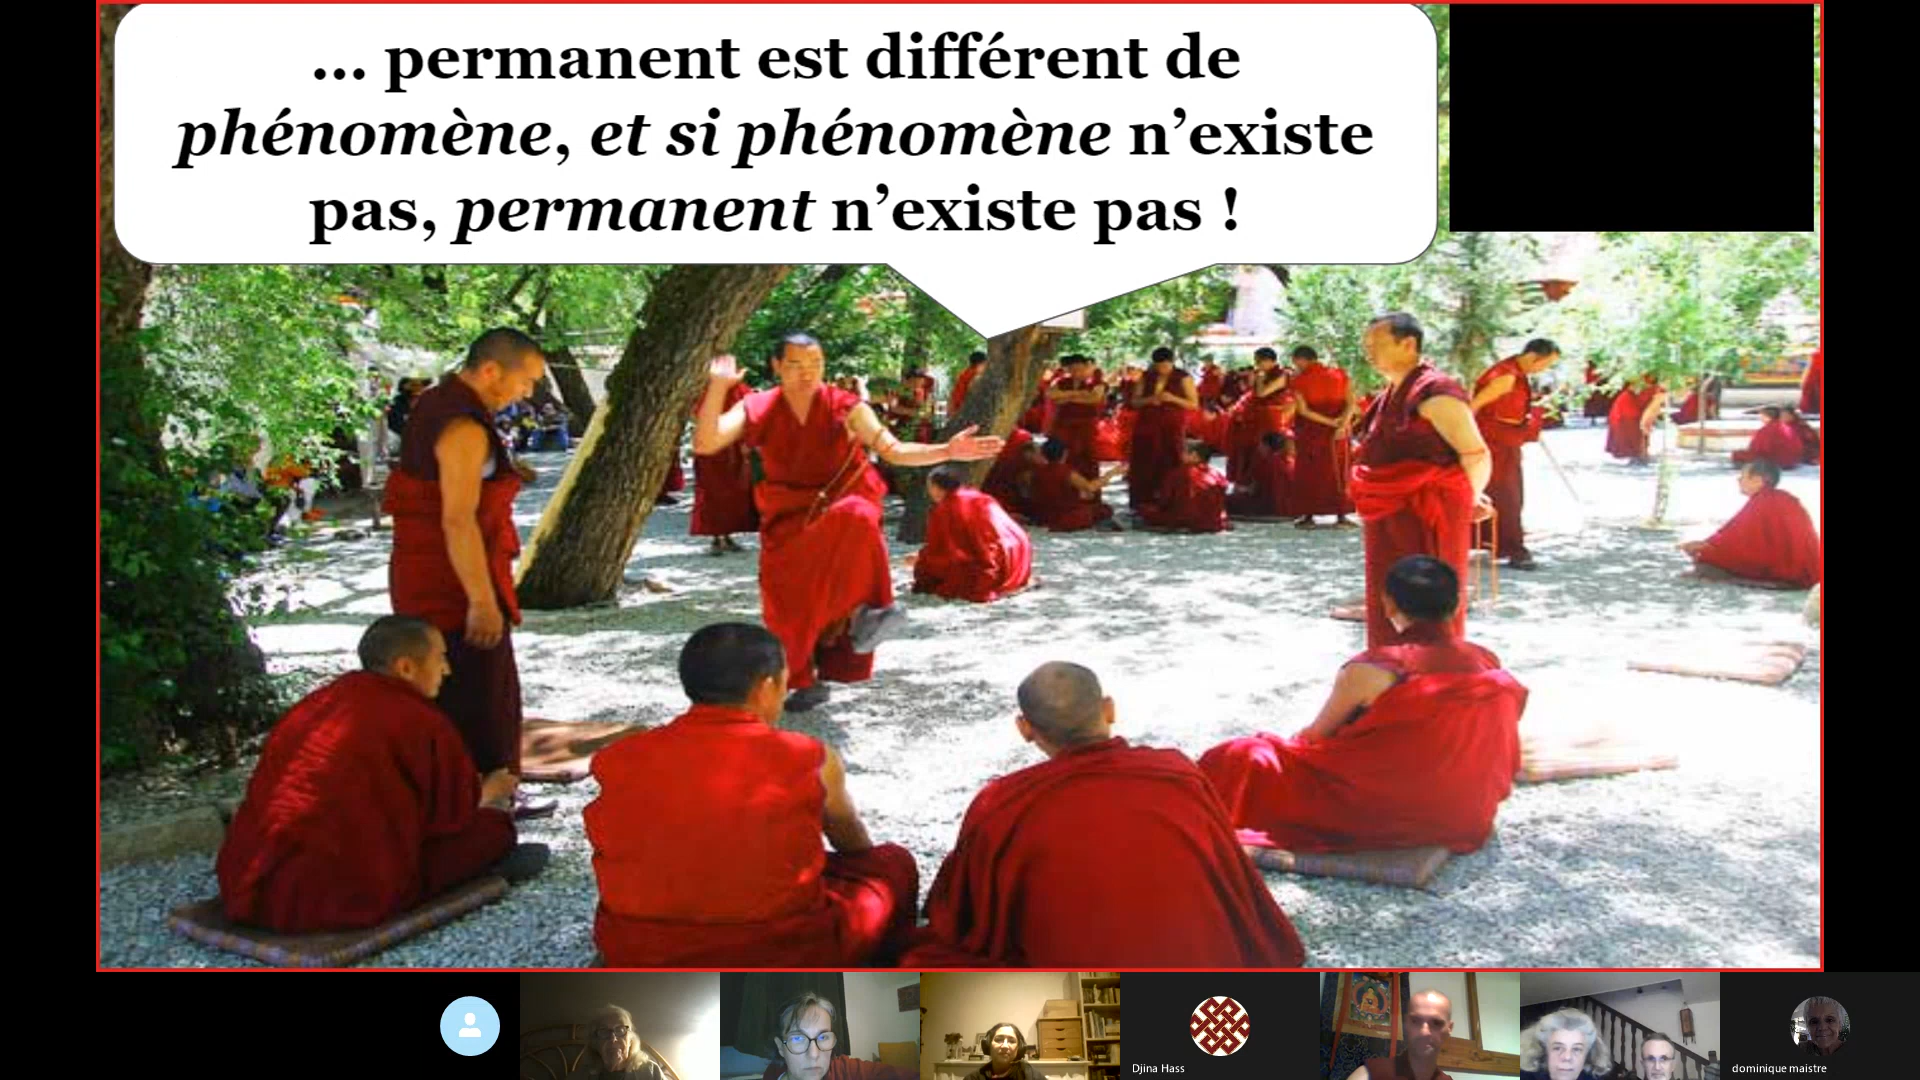 ... permanent est différent de
phénomène, et si phénomène n’existe
pas, permanent n’existe pas !
Djina Hass
dominique maistre